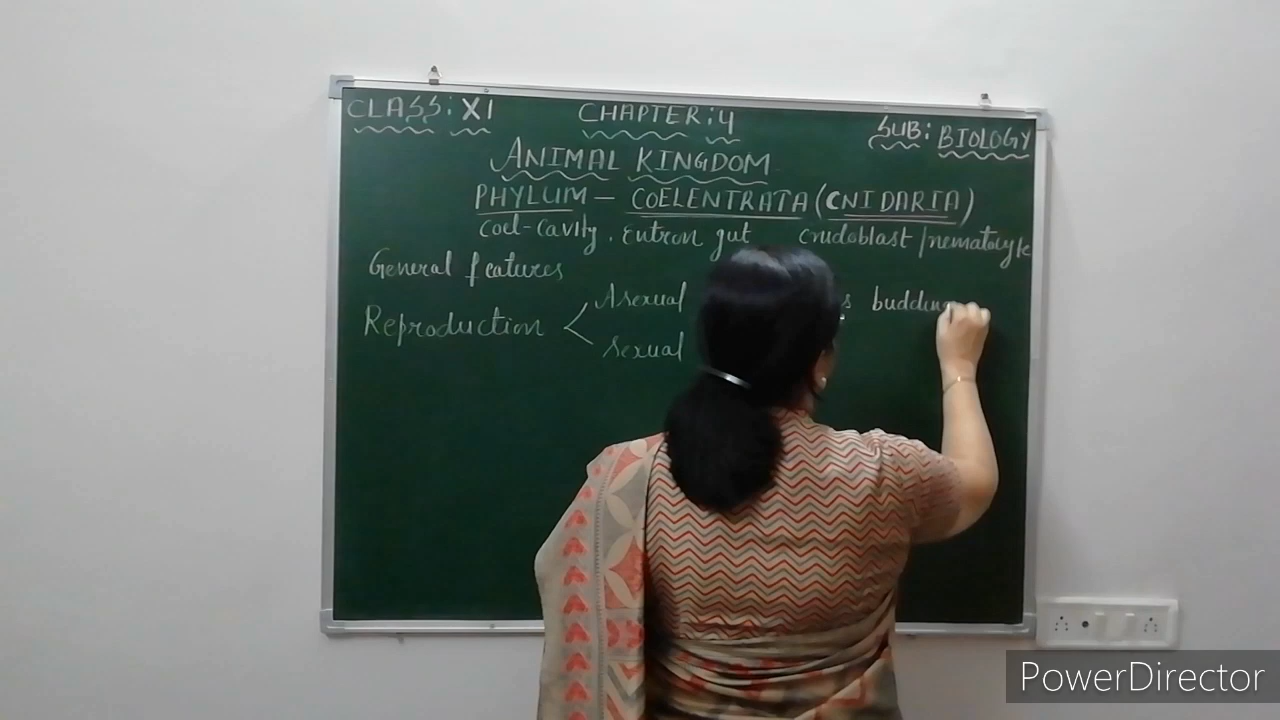 CLASS: XI CHAPTER: 4 SUB: BIOLOGY
ANIMAL KINGDOM
PHYLUM - COELENTRATA (CNIDARIA)
coel-cavity, entron gut cnidoblast/nematocyte
General features
Reproduction Asexual budding
Sexual
PowerDirector